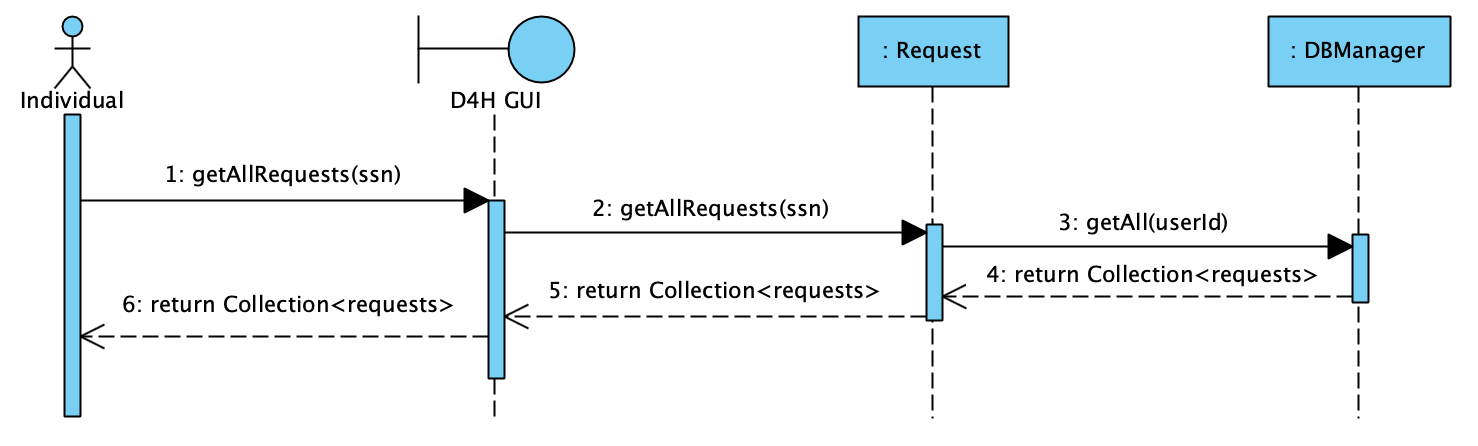 Individual
D4H GUI
: Request
: DBManager
1: getAllRequests(ssn)
2: getAllRequests(ssn)
3: getAll(userId)
4: return Collection<requests>
5: return Collection<requests>
6: return Collection<requests>